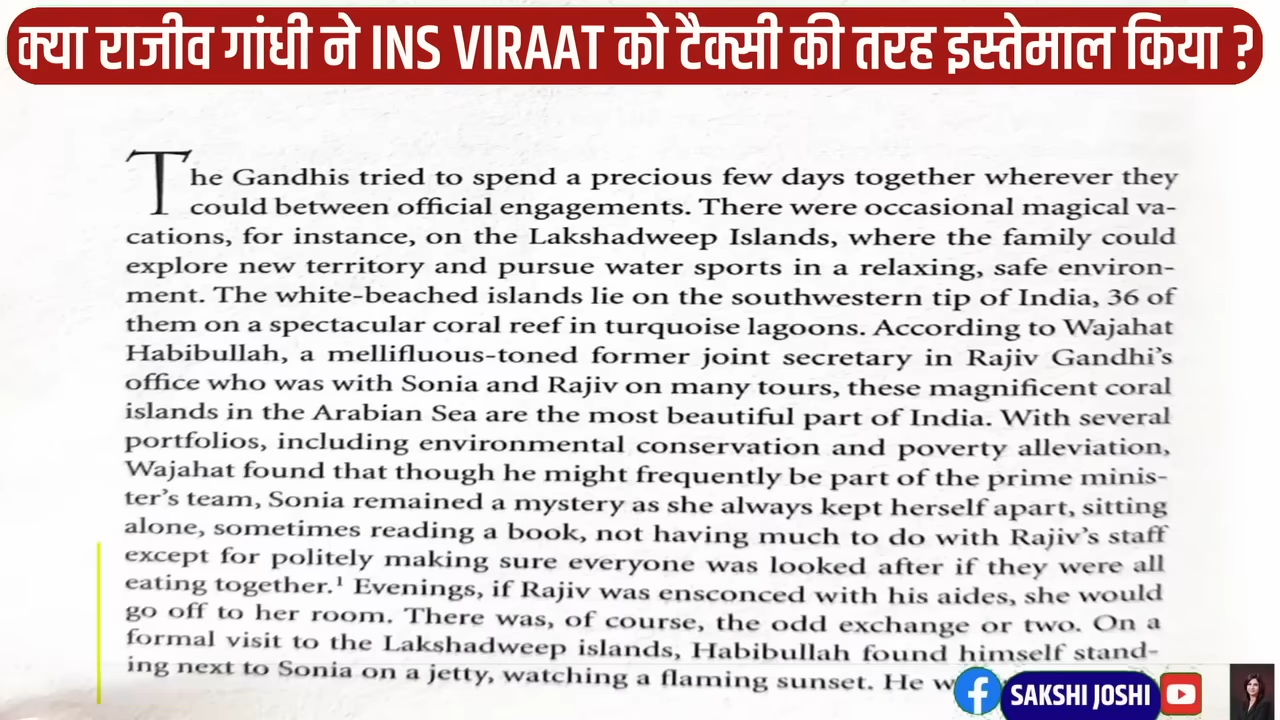 क्या राजीव गांधी ने INS VIRAAT को टैक्सी की तरह इस्तेमाल किया ?
The Gandhis tried to spend a precious few days together wherever they
could between official engagements. There were occasional magical va-
cations, for instance, on the Lakshadweep Islands, where the family could
explore new territory and pursue water sports in a relaxing, safe environ-
ment. The white-beached islands lie on the southwestern tip of India, 36 of
them on a spectacular coral reef in turquoise lagoons. According to Wajahat
Habibullah, a mellifluous-toned former joint secretary in Rajiv Gandhi's
office who was with Sonia and Rajiv on many tours, these magnificent coral
islands in the Arabian Sea are the most beautiful part of India. With several
portfolios, including environmental conservation and poverty alleviation,
Wajahat found that though he might frequently be part of the prime minis-
ter's team, Sonia remained a mystery as she always kept herself apart, sitting
alone, sometimes reading a book, not having much to do with Rajiv's staff
except for politely making sure everyone was looked after if they were all
eating together.¹ Evenings, if Rajiv was ensconced with his aides, she would
go off to her room. There was, of course, the odd exchange or two. On a
formal visit to the Lakshadweep islands, Habibullah found himself stand-
ing next to Sonia on a jetty, watching a flaming sunset. He
SAKSHI JOSHI